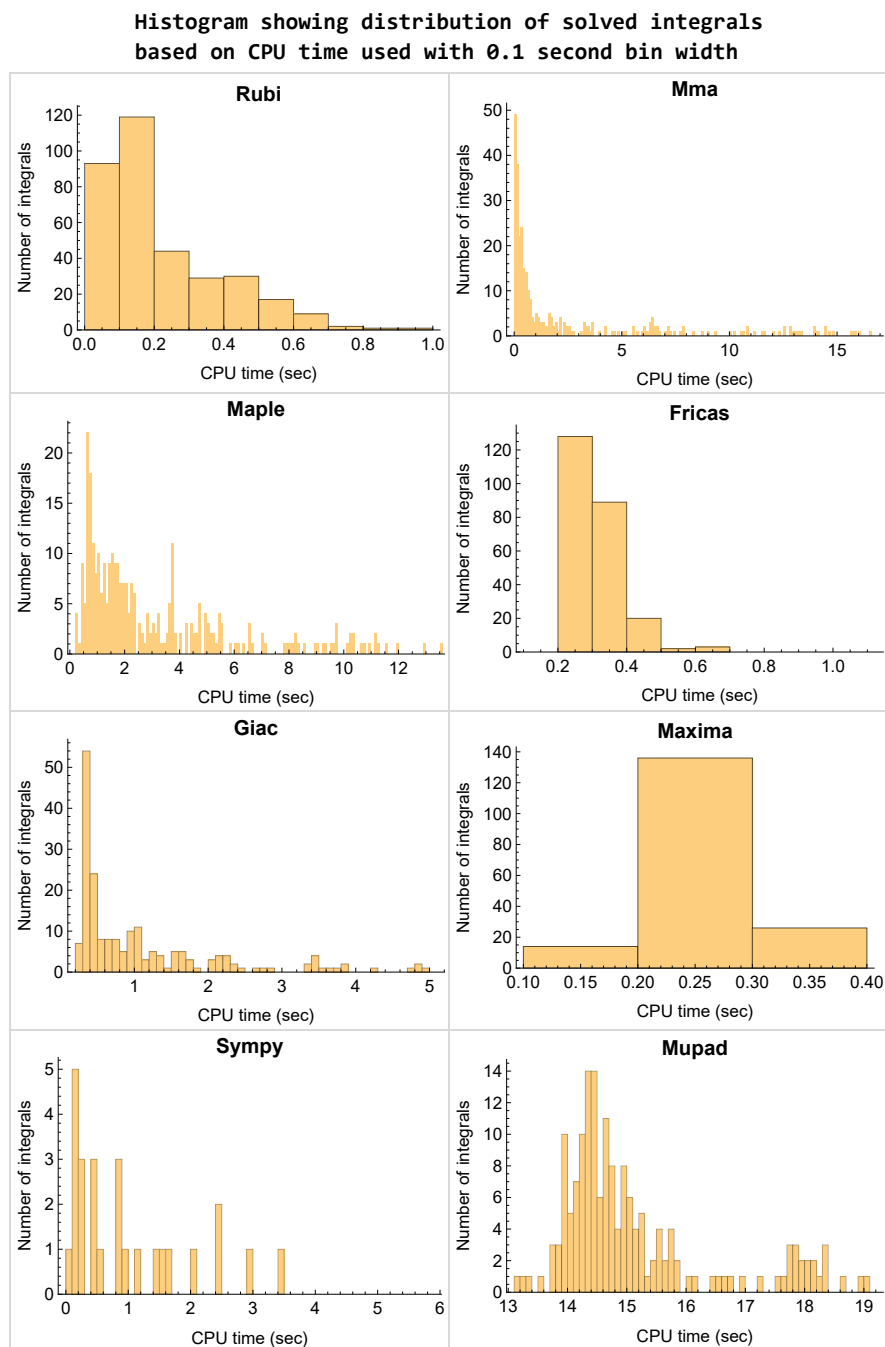 Histogram showing distribution of solved integrals
based on CPU time used with 0.1 second bin width
Rubi
Number of integrals
120
100
80
60
40
20
0
0.0 0.2 0.4 0.6 0.8 1.0
CPU time (sec)
Mma
Number of integrals
50
40
30
20
10
0
0 5 10 15
CPU time (sec)
Maple
Number of integrals
20
15
10
5
0
0 2 4 6 8 10 12
CPU time (sec)
Fricas
Number of integrals
120
100
80
60
40
20
0
0.2 0.4 0.6 0.8 1.0
CPU time (sec)
Giac
Number of integrals
50
40
30
20
10
0
1 2 3 4 5
CPU time (sec)
Maxima
Number of integrals
140
120
100
80
60
40
20
0
0.10 0.15 0.20 0.25 0.30 0.35 0.40
CPU time (sec)
Sympy
Number of integrals
5
4
3
2
1
0
0 1 2 3 4 5 6
CPU time (sec)
Mupad
Number of integrals
14
12
10
8
6
4
2
0
13 14 15 16 17 18 19
CPU time (sec)